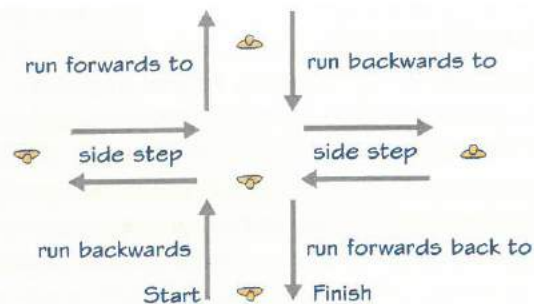 run forwards to
run backwards to
side step
side step
run backwards
run forwards back to
Start
Finish